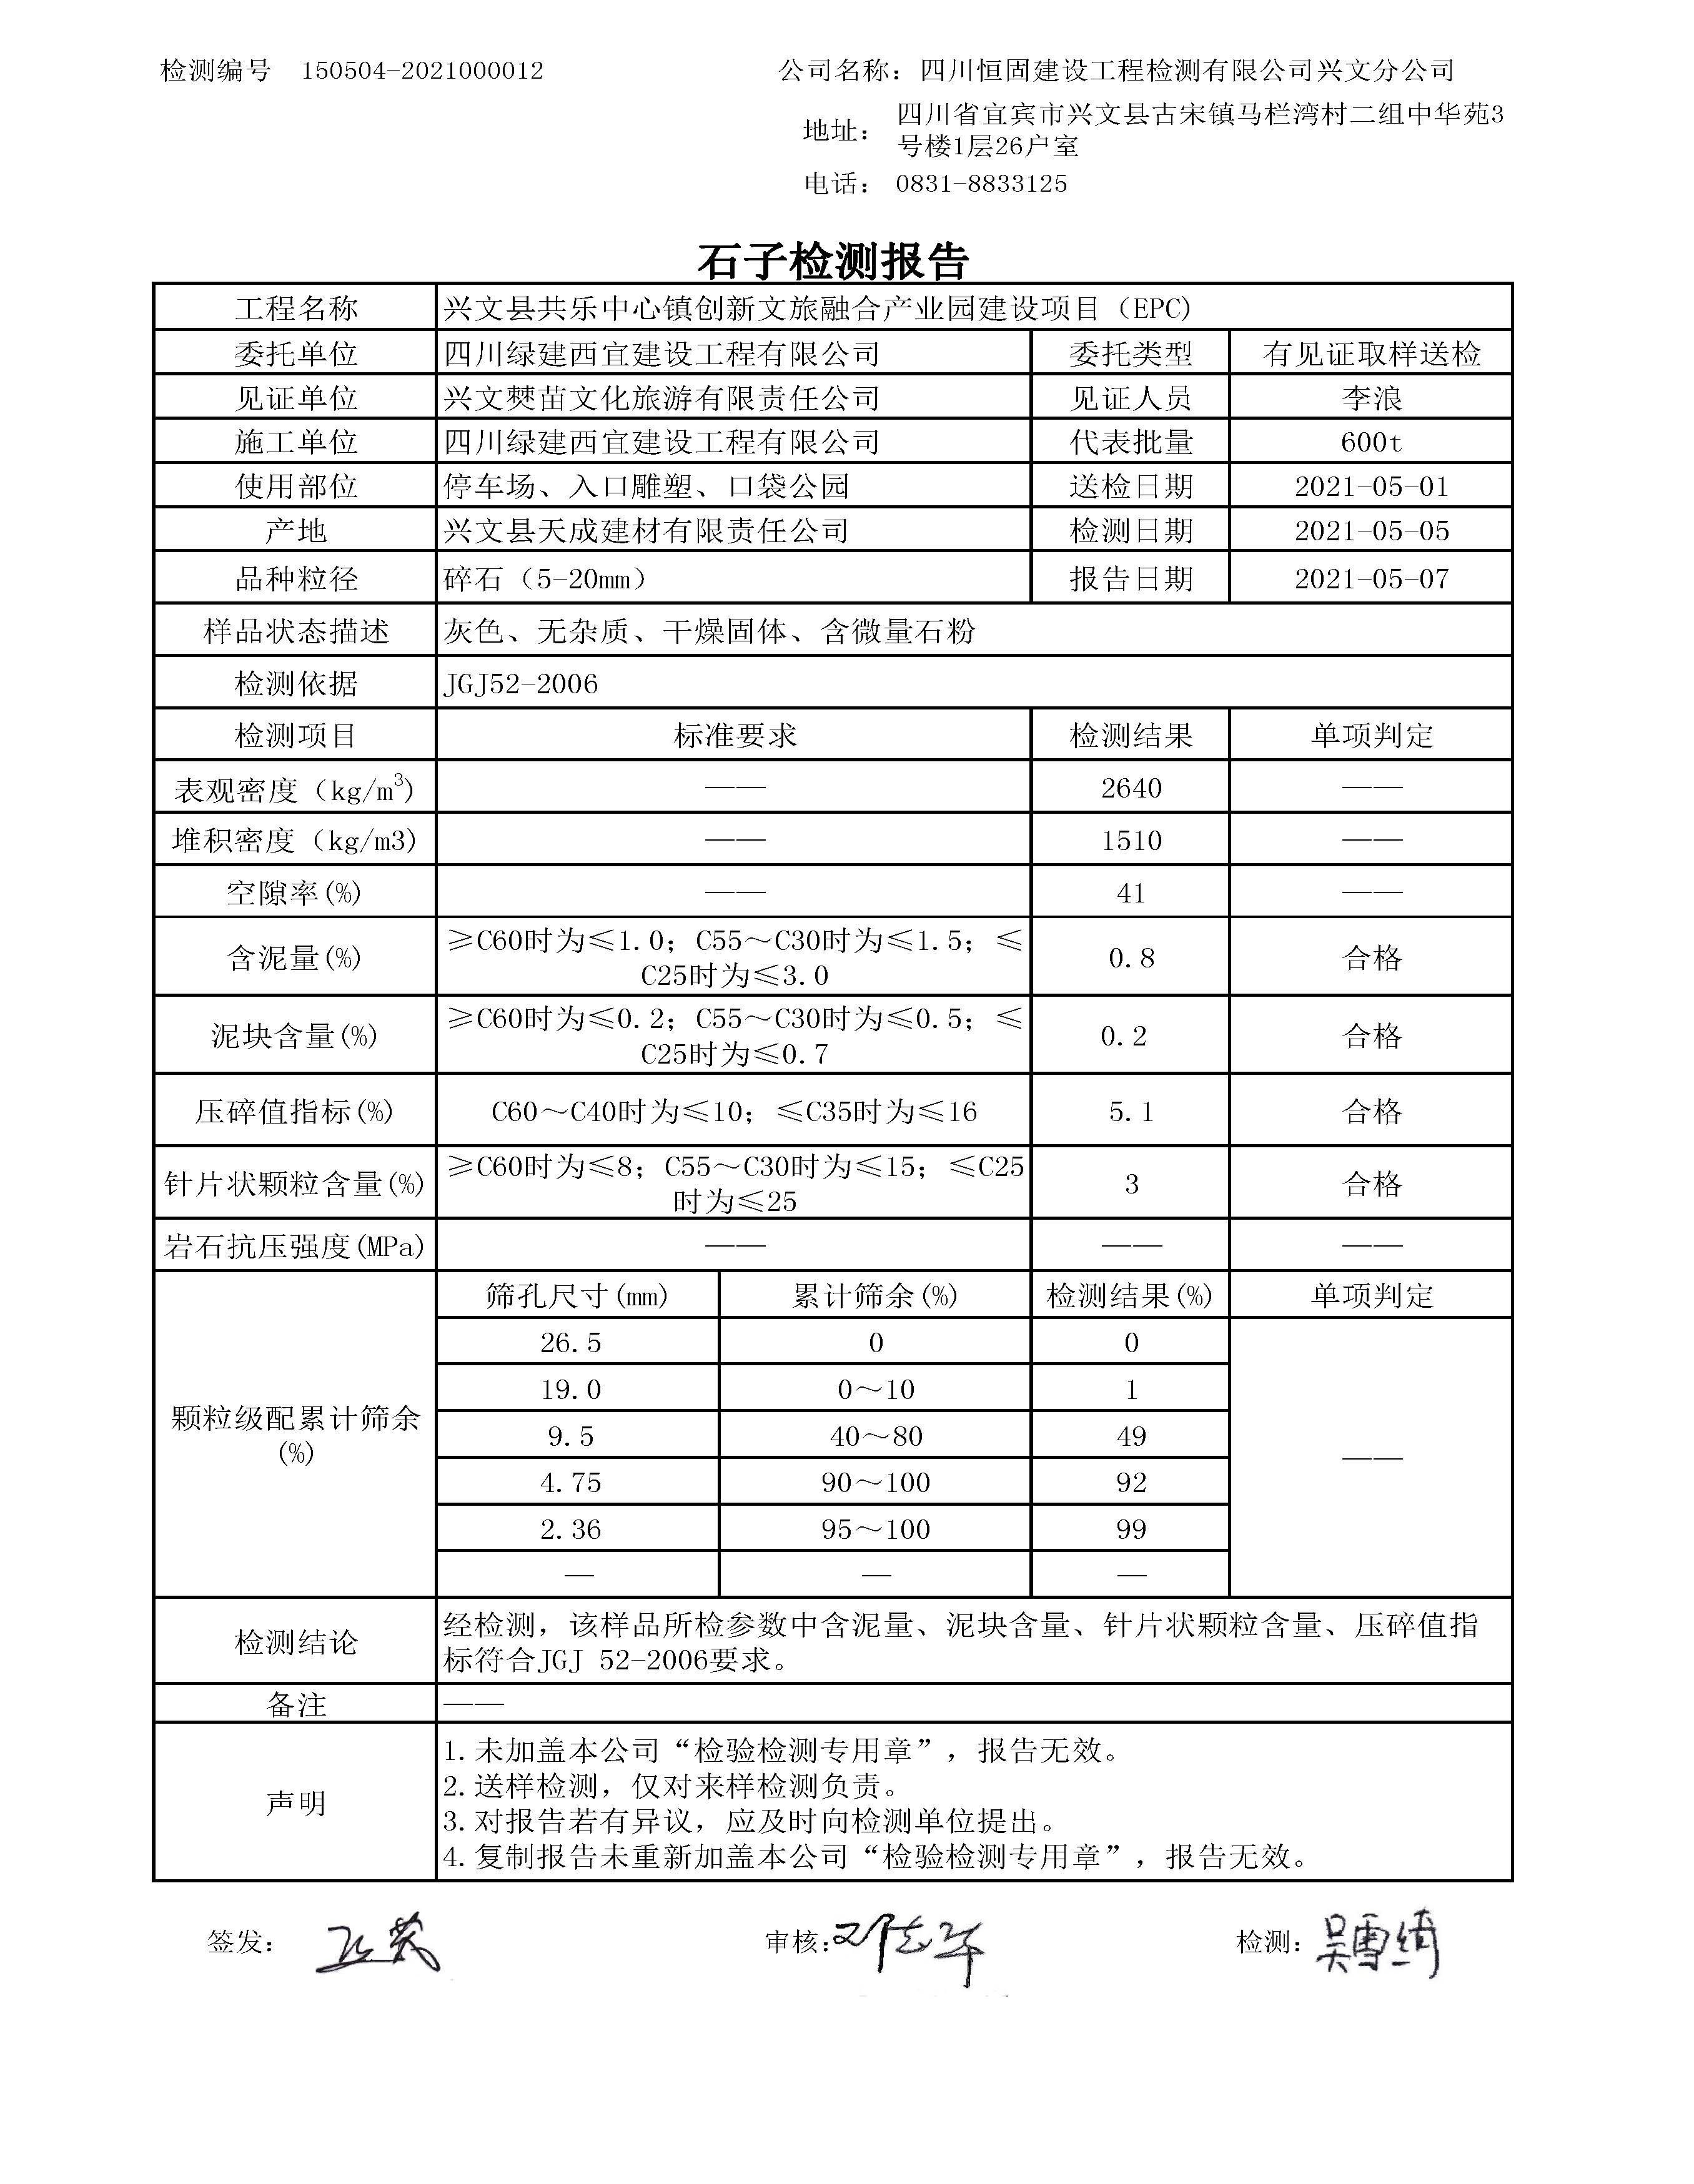 检测编号 150504-2021000012
公司名称：四川恒固建设工程检测有限公司兴文分公司
地址：四川省宜宾市兴文县古宋镇马栏湾村二组中华苑3
号楼1层26户室
电话：0831-8833125
石子检测报告
工程名称 兴文县共乐中心镇创新文旅融合产业园建设项目（EPC）
委托单位 四川绿建西宜建设工程有限公司 委托类型 有见证取样送检
见证单位 兴文僰苗文化旅游有限责任公司 见证人员 李浪
施工单位 四川绿建西宜建设工程有限公司 代表批量 600t
使用部位 停车场、入口雕塑、口袋公园 送检日期 2021-05-01
产地 兴文县天成建材有限责任公司 检测日期 2021-05-05
品种粒径 碎石（5-20mm） 报告日期 2021-05-07
样品状态描述 灰色、无杂质、干燥固体、含微量石粉
检测依据 JGJ52-2006
检测项目 标准要求 检测结果 单项判定
表观密度（kg/m³) —— 2640 ——
堆积密度（kg/m3) —— 1510 ——
空隙率(%) —— 41 ——
含泥量(%) ≥C60时为≤1.0；C55～C30时为≤1.5；≤
C25时为≤3.0 0.8 合格
泥块含量(%) ≥C60时为≤0.2；C55～C30时为≤0.5；≤
C25时为≤0.7 0.2 合格
压碎值指标(%) C60～C40时为≤10；≤C35时为≤16 5.1 合格
针片状颗粒含量(%) ≥C60时为≤8；C55～C30时为≤15；≤C25
时为≤25 3 合格
岩石抗压强度(MPa) —— —— ——
颗粒级配累计筛余
(%)
筛孔尺寸(mm) 累计筛余(%) 检测结果(%) 单项判定
26.5 0 0
19.0 0～10 1
9.5 40～80 49
4.75 90～100 92
——
2.36 95～100 99
— — —
检测结论 经检测，该样品所检参数中含泥量、泥块含量、针片状颗粒含量、压碎值指
标符合JGJ 52-2006要求。
备注 ——
声明
1.未加盖本公司“检验检测专用章”，报告无效。
2.送样检测，仅对来样检测负责。
3.对报告若有异议，应及时向检测单位提出。
4.复制报告未重新加盖本公司“检验检测专用章”，报告无效。
签发： 审核： 检测：吴雪绮